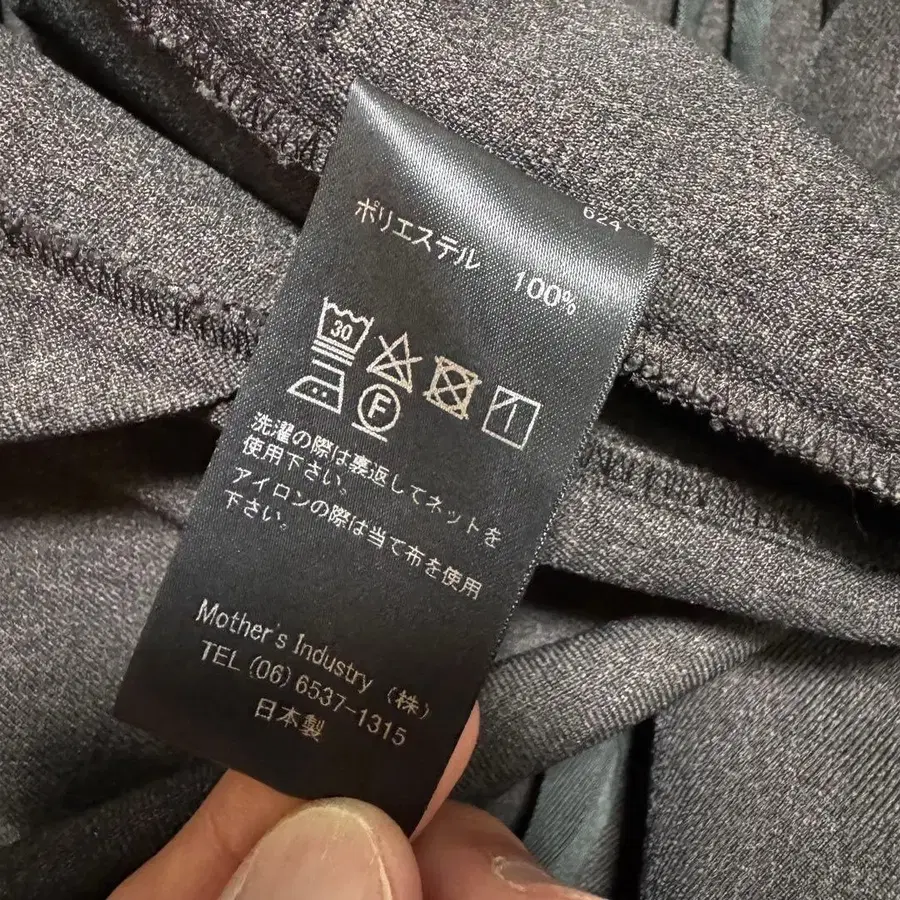 624
ポリエステル 100%
30
F
洗濯の際は裏返してネットを
使用下さい。
アイロンの際は当て布を使用
下さい。
Mother's Industry (株)
TEL (06) 6537-1315
日本製